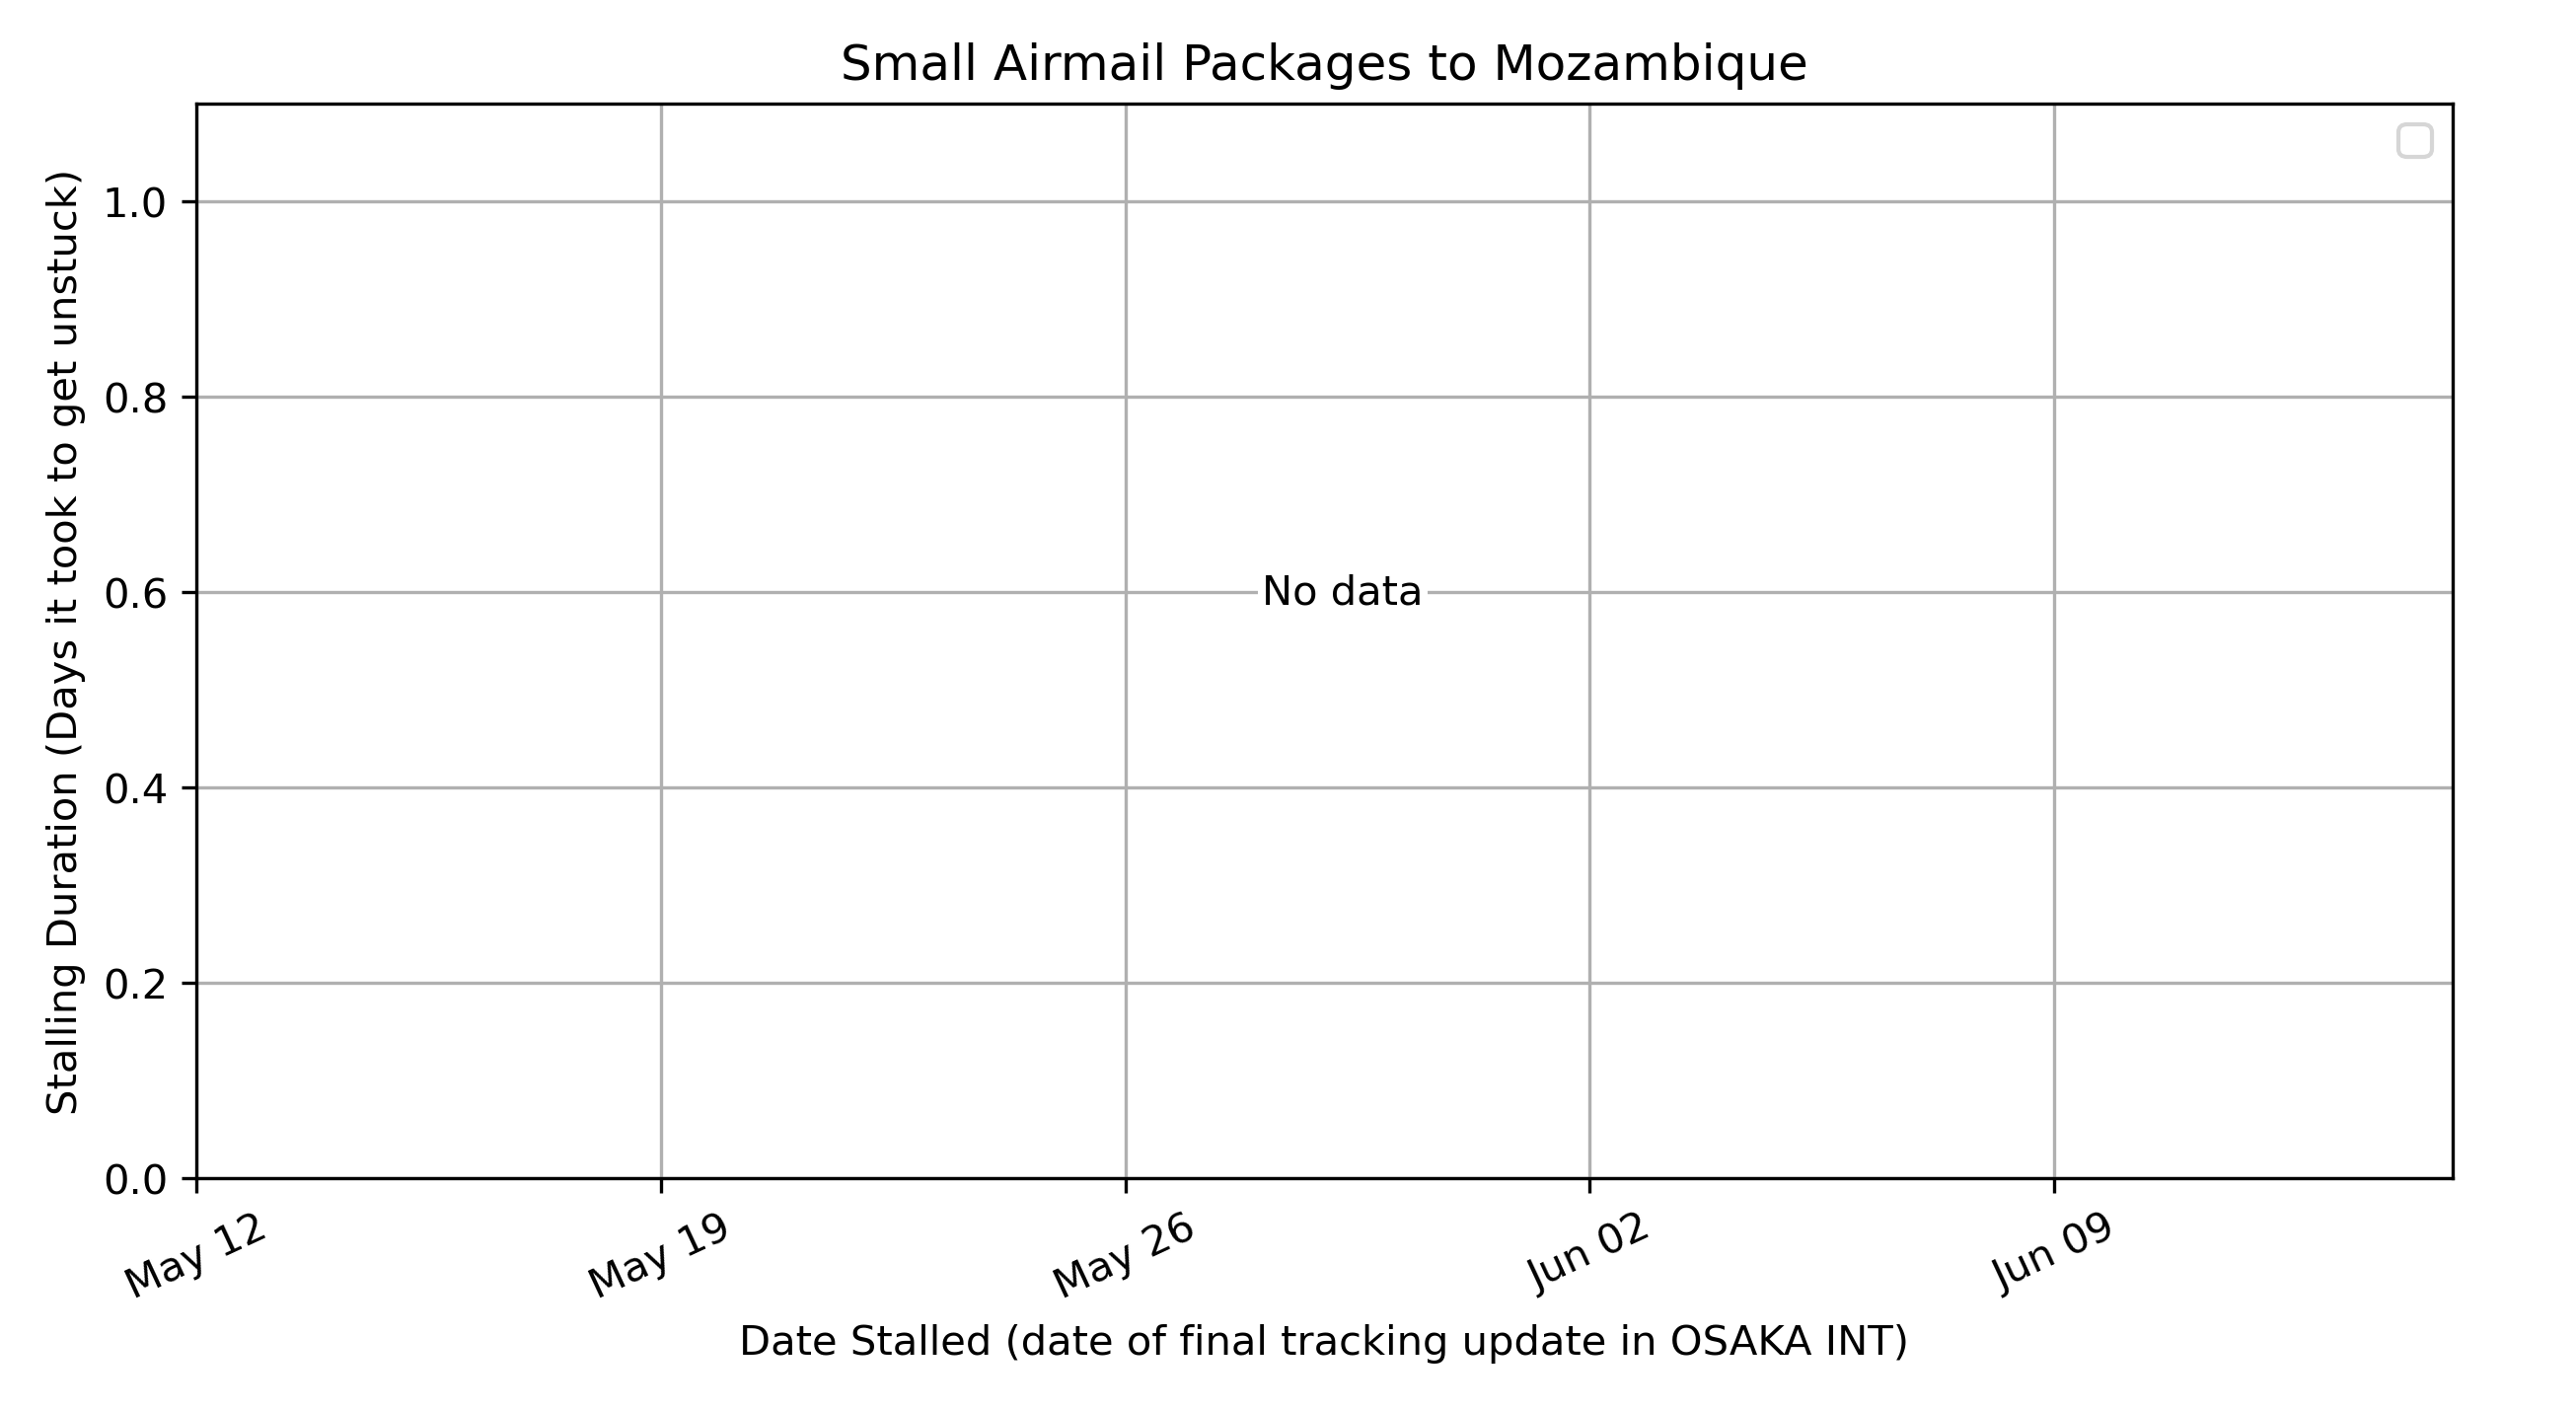 Small Airmail Packages to Mozambique
Stalling Duration (Days it took to get unstuck)
1.0
0.8
0.6
0.4
0.2
0.0
No data
May 12
May 19
May 26
Jun 02
Jun 09
Date Stalled (date of final tracking update in OSAKA INT)